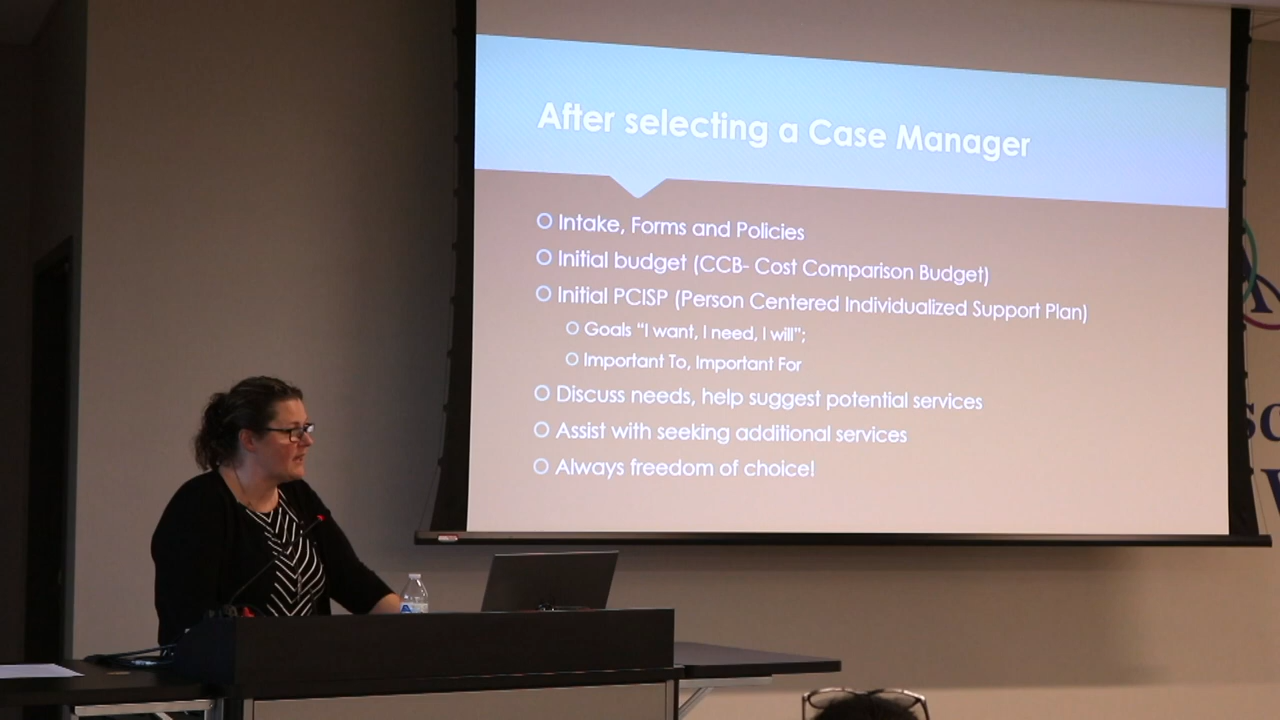 After selecting a Case Manager
Intake, Forms and Policies
Initial budget (CCB- Cost Comparison Budget)
Initial PCISP (Person Centered Individualized Support Plan)
Goals “I want, I need, I will”;
Important To, Important For
Discuss needs, help suggest potential services
Assist with seeking additional services
Always freedom of choice!